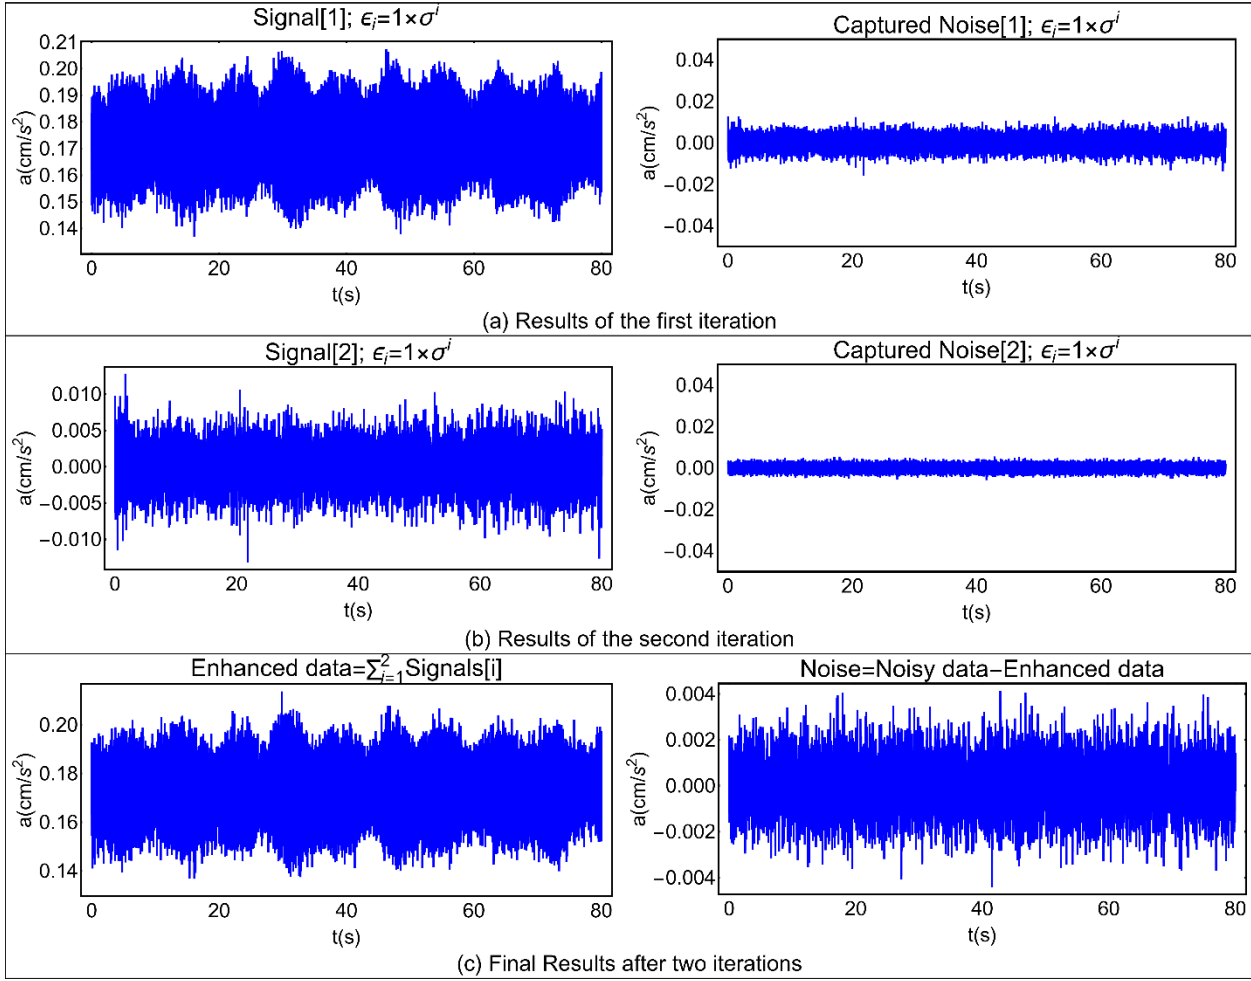 Signal[1]; ϵᵢ=1×σⁱ
0.21
0.20
0.19
0.18
0.17
0.16
0.15
0.14
a(cm/s²)
0 20 40 60 80
t(s)
Captured Noise[1]; ϵᵢ=1×σⁱ
0.04
0.02
0.00
−0.02
−0.04
a(cm/s²)
0 20 40 60 80
t(s)
(a) Results of the first iteration
Signal[2]; ϵᵢ=1×σⁱ
0.010
0.005
0.000
−0.005
−0.010
a(cm/s²)
0 20 40 60 80
t(s)
Captured Noise[2]; ϵᵢ=1×σⁱ
0.04
0.02
0.00
−0.02
−0.04
a(cm/s²)
0 20 40 60 80
t(s)
(b) Results of the second iteration
Enhanced data=∑²ᵢ₌₁Signals[i]
0.20
0.18
0.16
0.14
a(cm/s²)
0 20 40 60 80
t(s)
Noise=Noisy data−Enhanced data
0.004
0.002
0.000
−0.002
−0.004
a(cm/s²)
0 20 40 60 80
t(s)
(c) Final Results after two iterations